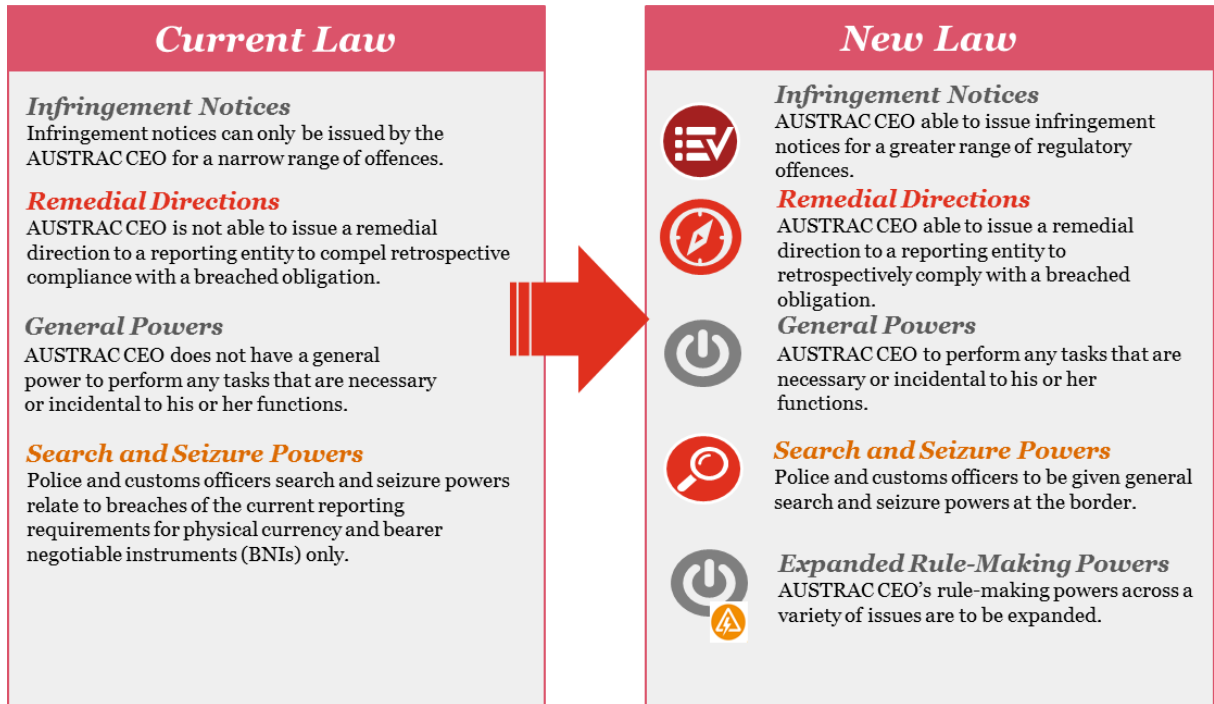 Current Law
Infringement Notices
Infringement notices can only be issued by the
AUSTRAC CEO for a narrow range of offences.
Remedial Directions
AUSTRAC CEO is not able to issue a remedial
direction to a reporting entity to compel retrospective
compliance with a breached obligation.
General Powers
AUSTRAC CEO does not have a general
power to perform any tasks that are necessary
or incidental to his or her functions.
Search and Seizure Powers
Police and customs officers search and seizure powers
relate to breaches of the current reporting
requirements for physical currency and bearer
negotiable instruments (BNIs) only.
New Law
Infringement Notices
AUSTRAC CEO able to issue infringement
notices for a greater range of regulatory
offences.
Remedial Directions
AUSTRAC CEO able to issue a remedial
direction to a reporting entity to
retrospectively comply with a breached
obligation.
General Powers
AUSTRAC CEO to perform any tasks that are
necessary or incidental to his or her
functions.
Search and Seizure Powers
Police and customs officers to be given general
search and seizure powers at the border.
Expanded Rule-Making Powers
AUSTRAC CEO's rule-making powers across a
variety of issues are to be expanded.